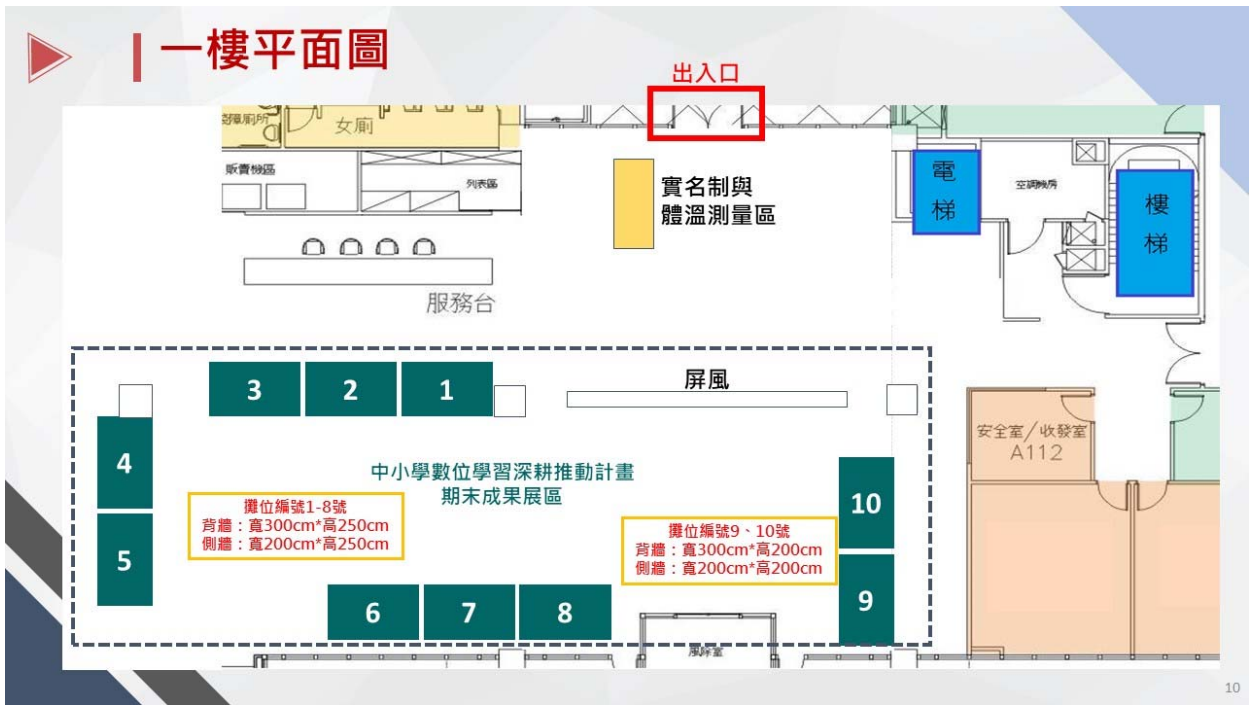 一樓平面圖
出入口
女廁
販賣機區
列表區
實名制與
體溫測量區
電
梯
空調機房
樓
梯
服務台
3
2
1
屏風
4
5
中小學數位學習深耕推動計畫
期末成果展區
安全室/收發室
A112
攤位編號1-8號
背牆:寬300cm*高250cm
側牆:寬200cm*高250cm
攤位編號9、10號
背牆:寬300cm*高200cm
側牆:寬200cm*高200cm
10
9
6
7
8
風除室
10